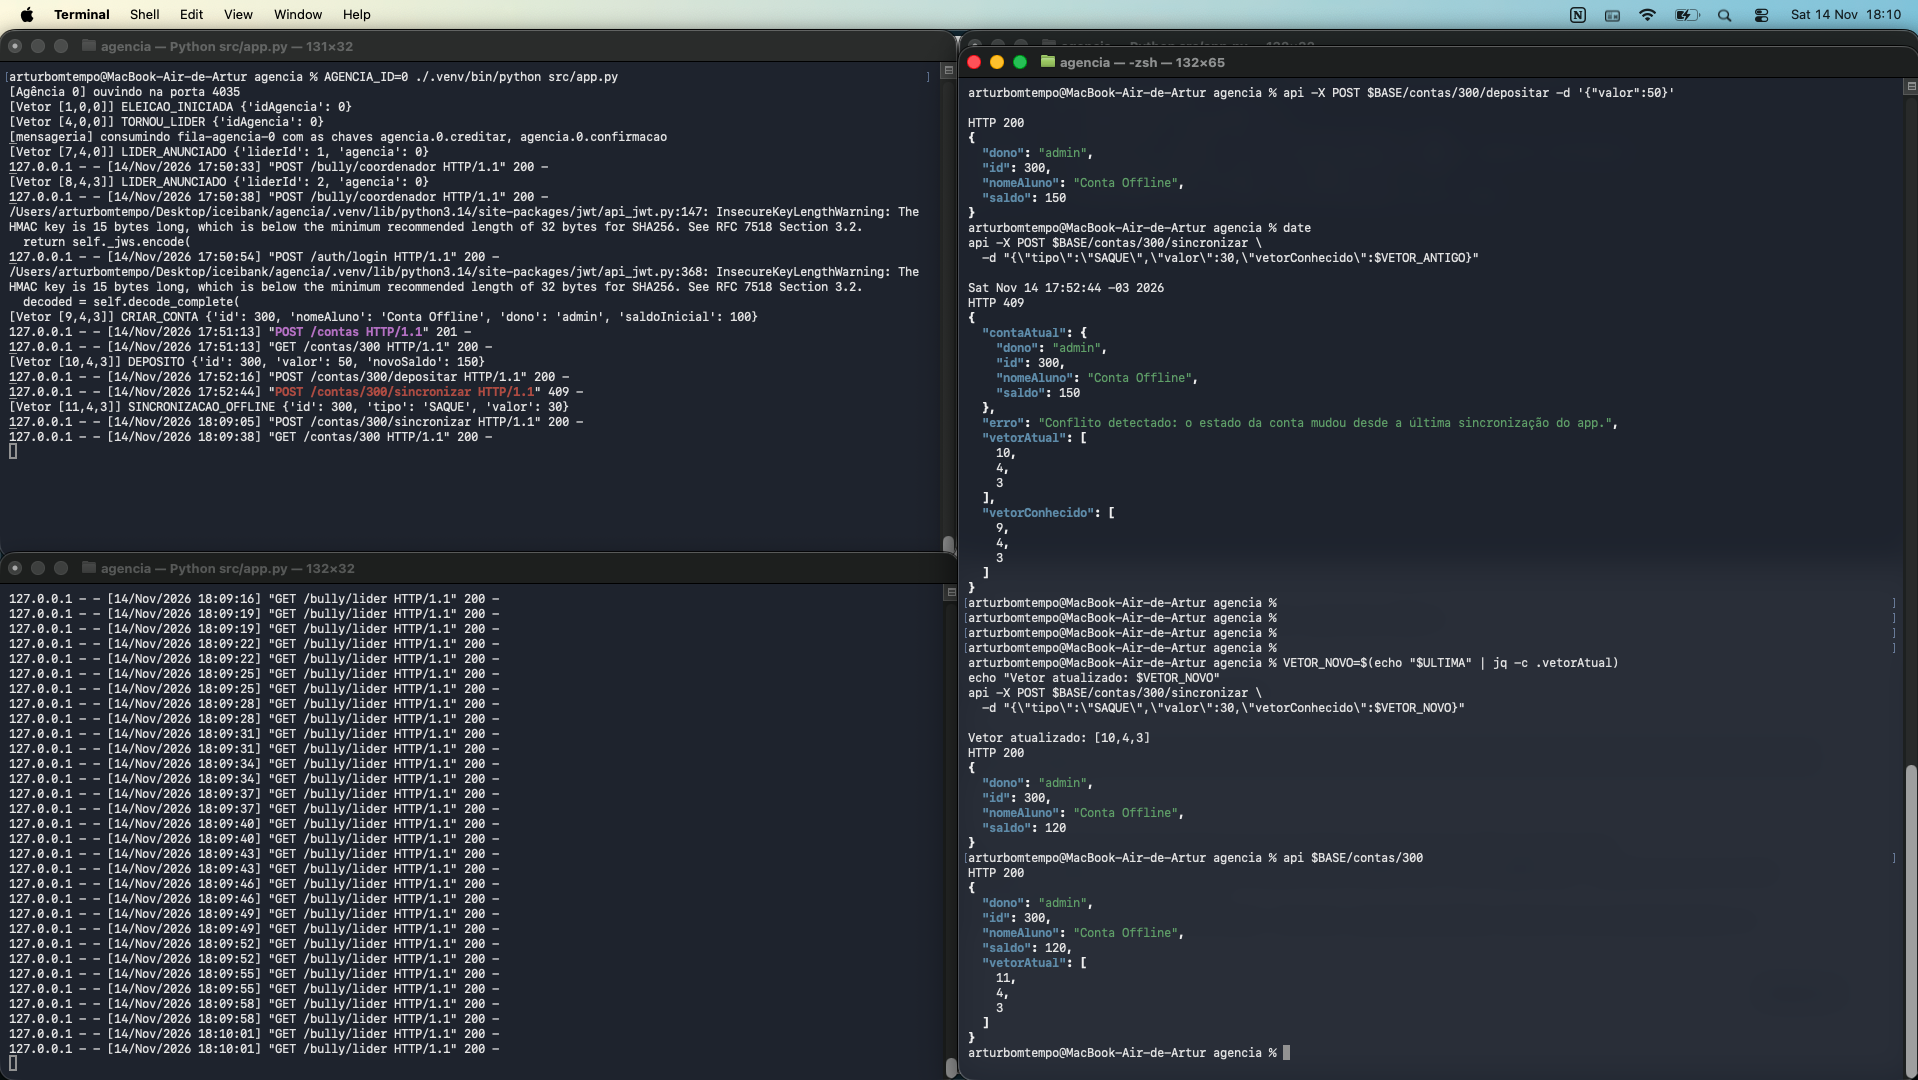 Terminal Shell Edit View Window Help
Sat 14 Nov 18:10
agencia — Python src/app.py — 131×32
[arturbomtempo@MacBook-Air-de-Artur agencia % AGENCIA_ID=0 ./.venv/bin/python src/app.py ]
[Agência 0] ouvindo na porta 4035
[Vetor [1,0,0]] ELEICAO_INICIADA {'idAgencia': 0}
[Vetor [4,0,0]] TORNOU_LIDER {'idAgencia': 0}
[mensageria] consumindo fila-agencia-0 com as chaves agencia.0.creditar, agencia.0.confirmacao
[Vetor [7,4,0]] LIDER_ANUNCIADO {'liderId': 1, 'agencia': 0}
127.0.0.1 - - [14/Nov/2026 17:50:33] "POST /bully/coordenador HTTP/1.1" 200 -
[Vetor [8,4,3]] LIDER_ANUNCIADO {'liderId': 2, 'agencia': 0}
127.0.0.1 - - [14/Nov/2026 17:50:38] "POST /bully/coordenador HTTP/1.1" 200 -
/Users/arturbomtempo/Desktop/iceibank/agencia/.venv/lib/python3.14/site-packages/jwt/api_jwt.py:147: InsecureKeyLengthWarning: The
HMAC key is 15 bytes long, which is below the minimum recommended length of 32 bytes for SHA256. See RFC 7518 Section 3.2.
  return self._jws.encode(
127.0.0.1 - - [14/Nov/2026 17:50:54] "POST /auth/login HTTP/1.1" 200 -
/Users/arturbomtempo/Desktop/iceibank/agencia/.venv/lib/python3.14/site-packages/jwt/api_jwt.py:368: InsecureKeyLengthWarning: The
HMAC key is 15 bytes long, which is below the minimum recommended length of 32 bytes for SHA256. See RFC 7518 Section 3.2.
  decoded = self.decode_complete(
[Vetor [9,4,3]] CRIAR_CONTA {'id': 300, 'nomeAluno': 'Conta Offline', 'dono': 'admin', 'saldoInicial': 100}
127.0.0.1 - - [14/Nov/2026 17:51:13] "POST /contas HTTP/1.1" 201 -
127.0.0.1 - - [14/Nov/2026 17:51:13] "GET /contas/300 HTTP/1.1" 200 -
[Vetor [10,4,3]] DEPOSITO {'id': 300, 'valor': 50, 'novoSaldo': 150}
127.0.0.1 - - [14/Nov/2026 17:52:16] "POST /contas/300/depositar HTTP/1.1" 200 -
127.0.0.1 - - [14/Nov/2026 17:52:44] "POST /contas/300/sincronizar HTTP/1.1" 409 -
[Vetor [11,4,3]] SINCRONIZACAO_OFFLINE {'id': 300, 'tipo': 'SAQUE', 'valor': 30}
127.0.0.1 - - [14/Nov/2026 18:09:05] "POST /contas/300/sincronizar HTTP/1.1" 200 -
127.0.0.1 - - [14/Nov/2026 18:09:38] "GET /contas/300 HTTP/1.1" 200 -
agencia — Python src/app.py — 132×32
127.0.0.1 - - [14/Nov/2026 18:09:16] "GET /bully/lider HTTP/1.1" 200 -
127.0.0.1 - - [14/Nov/2026 18:09:19] "GET /bully/lider HTTP/1.1" 200 -
127.0.0.1 - - [14/Nov/2026 18:09:19] "GET /bully/lider HTTP/1.1" 200 -
127.0.0.1 - - [14/Nov/2026 18:09:22] "GET /bully/lider HTTP/1.1" 200 -
127.0.0.1 - - [14/Nov/2026 18:09:22] "GET /bully/lider HTTP/1.1" 200 -
127.0.0.1 - - [14/Nov/2026 18:09:25] "GET /bully/lider HTTP/1.1" 200 -
127.0.0.1 - - [14/Nov/2026 18:09:25] "GET /bully/lider HTTP/1.1" 200 -
127.0.0.1 - - [14/Nov/2026 18:09:28] "GET /bully/lider HTTP/1.1" 200 -
127.0.0.1 - - [14/Nov/2026 18:09:28] "GET /bully/lider HTTP/1.1" 200 -
127.0.0.1 - - [14/Nov/2026 18:09:31] "GET /bully/lider HTTP/1.1" 200 -
127.0.0.1 - - [14/Nov/2026 18:09:31] "GET /bully/lider HTTP/1.1" 200 -
127.0.0.1 - - [14/Nov/2026 18:09:34] "GET /bully/lider HTTP/1.1" 200 -
127.0.0.1 - - [14/Nov/2026 18:09:34] "GET /bully/lider HTTP/1.1" 200 -
127.0.0.1 - - [14/Nov/2026 18:09:37] "GET /bully/lider HTTP/1.1" 200 -
127.0.0.1 - - [14/Nov/2026 18:09:37] "GET /bully/lider HTTP/1.1" 200 -
127.0.0.1 - - [14/Nov/2026 18:09:40] "GET /bully/lider HTTP/1.1" 200 -
127.0.0.1 - - [14/Nov/2026 18:09:40] "GET /bully/lider HTTP/1.1" 200 -
127.0.0.1 - - [14/Nov/2026 18:09:43] "GET /bully/lider HTTP/1.1" 200 -
127.0.0.1 - - [14/Nov/2026 18:09:43] "GET /bully/lider HTTP/1.1" 200 -
127.0.0.1 - - [14/Nov/2026 18:09:46] "GET /bully/lider HTTP/1.1" 200 -
127.0.0.1 - - [14/Nov/2026 18:09:46] "GET /bully/lider HTTP/1.1" 200 -
127.0.0.1 - - [14/Nov/2026 18:09:49] "GET /bully/lider HTTP/1.1" 200 -
127.0.0.1 - - [14/Nov/2026 18:09:49] "GET /bully/lider HTTP/1.1" 200 -
127.0.0.1 - - [14/Nov/2026 18:09:52] "GET /bully/lider HTTP/1.1" 200 -
127.0.0.1 - - [14/Nov/2026 18:09:52] "GET /bully/lider HTTP/1.1" 200 -
127.0.0.1 - - [14/Nov/2026 18:09:55] "GET /bully/lider HTTP/1.1" 200 -
127.0.0.1 - - [14/Nov/2026 18:09:55] "GET /bully/lider HTTP/1.1" 200 -
127.0.0.1 - - [14/Nov/2026 18:09:58] "GET /bully/lider HTTP/1.1" 200 -
127.0.0.1 - - [14/Nov/2026 18:09:58] "GET /bully/lider HTTP/1.1" 200 -
127.0.0.1 - - [14/Nov/2026 18:10:01] "GET /bully/lider HTTP/1.1" 200 -
127.0.0.1 - - [14/Nov/2026 18:10:01] "GET /bully/lider HTTP/1.1" 200 -
agencia — -zsh — 132×65
arturbomtempo@MacBook-Air-de-Artur agencia % api -X POST $BASE/contas/300/depositar -d '{"valor":50}'
HTTP 200
{
  "dono": "admin",
  "id": 300,
  "nomeAluno": "Conta Offline",
  "saldo": 150
}
arturbomtempo@MacBook-Air-de-Artur agencia % date
api -X POST $BASE/contas/300/sincronizar \
  -d "{\"tipo\":\"SAQUE\",\"valor\":30,\"vetorConhecido\":$VETOR_ANTIGO}"
Sat Nov 14 17:52:44 -03 2026
HTTP 409
{
  "contaAtual": {
    "dono": "admin",
    "id": 300,
    "nomeAluno": "Conta Offline",
    "saldo": 150
  },
  "erro": "Conflito detectado: o estado da conta mudou desde a última sincronização do app.",
  "vetorAtual": [
    10,
    4,
    3
  ],
  "vetorConhecido": [
    9,
    4,
    3
  ]
}
[arturbomtempo@MacBook-Air-de-Artur agencia % ]
[arturbomtempo@MacBook-Air-de-Artur agencia % ]
[arturbomtempo@MacBook-Air-de-Artur agencia % ]
[arturbomtempo@MacBook-Air-de-Artur agencia % ]
arturbomtempo@MacBook-Air-de-Artur agencia % VETOR_NOVO=$(echo "$ULTIMA" | jq -c .vetorAtual)
echo "Vetor atualizado: $VETOR_NOVO"
api -X POST $BASE/contas/300/sincronizar \
  -d "{\"tipo\":\"SAQUE\",\"valor\":30,\"vetorConhecido\":$VETOR_NOVO}"
Vetor atualizado: [10,4,3]
HTTP 200
{
  "dono": "admin",
  "id": 300,
  "nomeAluno": "Conta Offline",
  "saldo": 120
}
[arturbomtempo@MacBook-Air-de-Artur agencia % api $BASE/contas/300 ]
HTTP 200
{
  "dono": "admin",
  "id": 300,
  "nomeAluno": "Conta Offline",
  "saldo": 120,
  "vetorAtual": [
    11,
    4,
    3
  ]
}
arturbomtempo@MacBook-Air-de-Artur agencia %